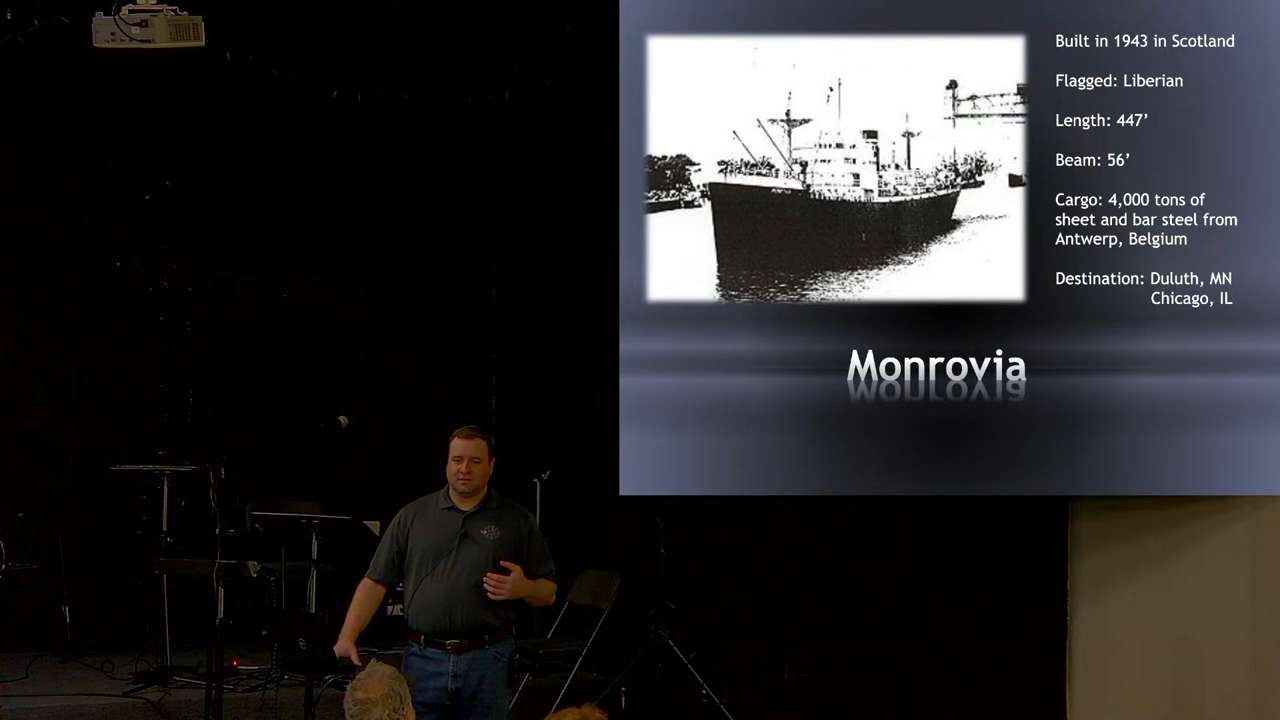 Built in 1943 in Scotland
Flagged: Liberian
Length: 447’
Beam: 56’
Cargo: 4,000 tons of
sheet and bar steel from
Antwerp, Belgium
Destination: Duluth, MN
Chicago, IL
Monrovia